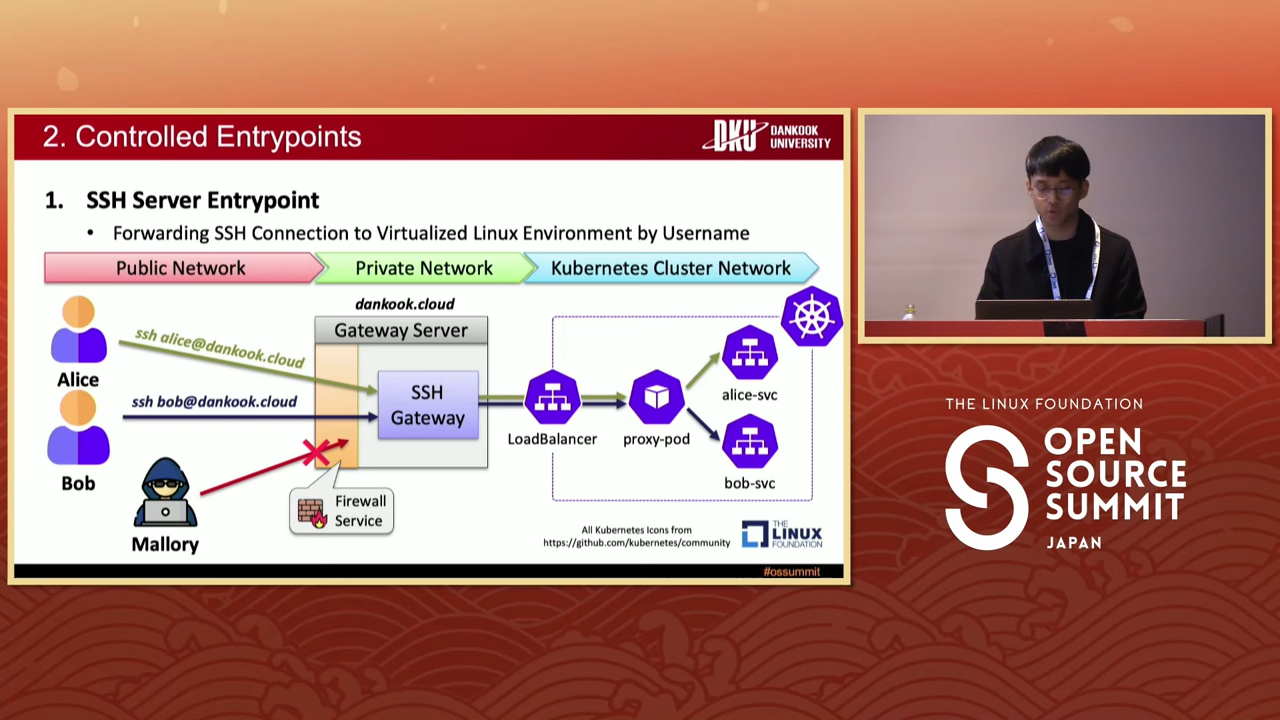 2. Controlled Entrypoints
DKU DANKOOK
UNIVERSITY
1. SSH Server Entrypoint
• Forwarding SSH Connection to Virtualized Linux Environment by Username
Public Network
Private Network
Kubernetes Cluster Network
dankook.cloud
Gateway Server
ssh alice@dankook.cloud
Alice
SSH
Gateway
ssh bob@dankook.cloud
Bob
LoadBalancer
proxy-pod
alice-svc
bob-svc
Firewall
Service
Mallory
All Kubernetes Icons from
https://github.com/kubernetes/community
THE
LINUX
FOUNDATION
#ossummit
THE LINUX FOUNDATION
OPEN
SOURCE
SUMMIT
JAPAN